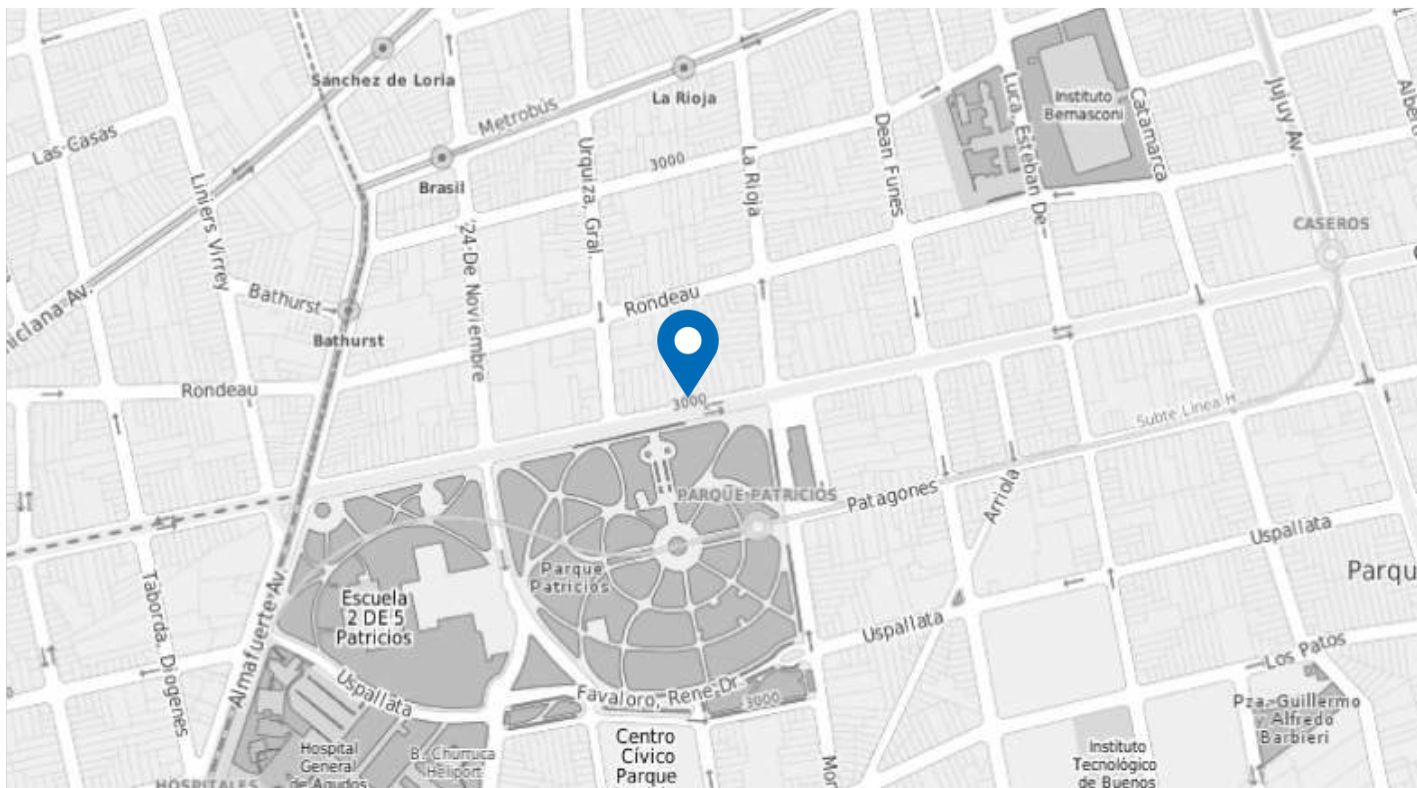 Sanchez de Loria
Metrobús
La Rioja
Las Casas
Brasil
3000
Liniers Virrey
'24 De Noviembre
Urquiza, Gral.
La Rioja
Dean Funes
Luca, Esteban De
Instituto
Bernasconi
Catamarca
Jujuy Av.
CASEROS
Bathurst
Bathurst
Rondeau
Rondeau
3000
Subte Linea H
PARQUE PATRICIOS
Patagones
Arriola
Uspallata
Parque
Patricios
Escuela
2 DE 5
Patricios
Taborda, Diogenes
Almafuerte Av.
Uspallata
Uspallata
Favaloro, Rene Dr.
3000
Los Patos
Pza. Guillermo
y Alfredo
Barbieri
Parqu
Hospital
General
de Agudos
B. Churruca
Heliport
Centro
Cívico
Parque
Instituto
Tecnológico
de Buenos
HOSPITALES